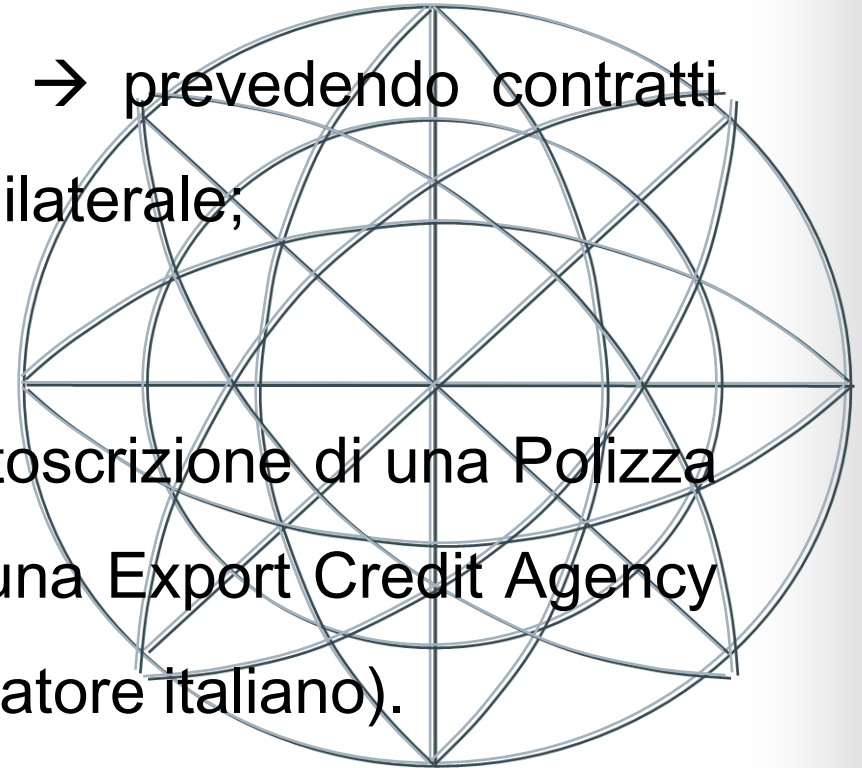 → prevedendo contratti
ilaterale;
toscrizione di una Polizza
una Export Credit Agency
atore italiano).